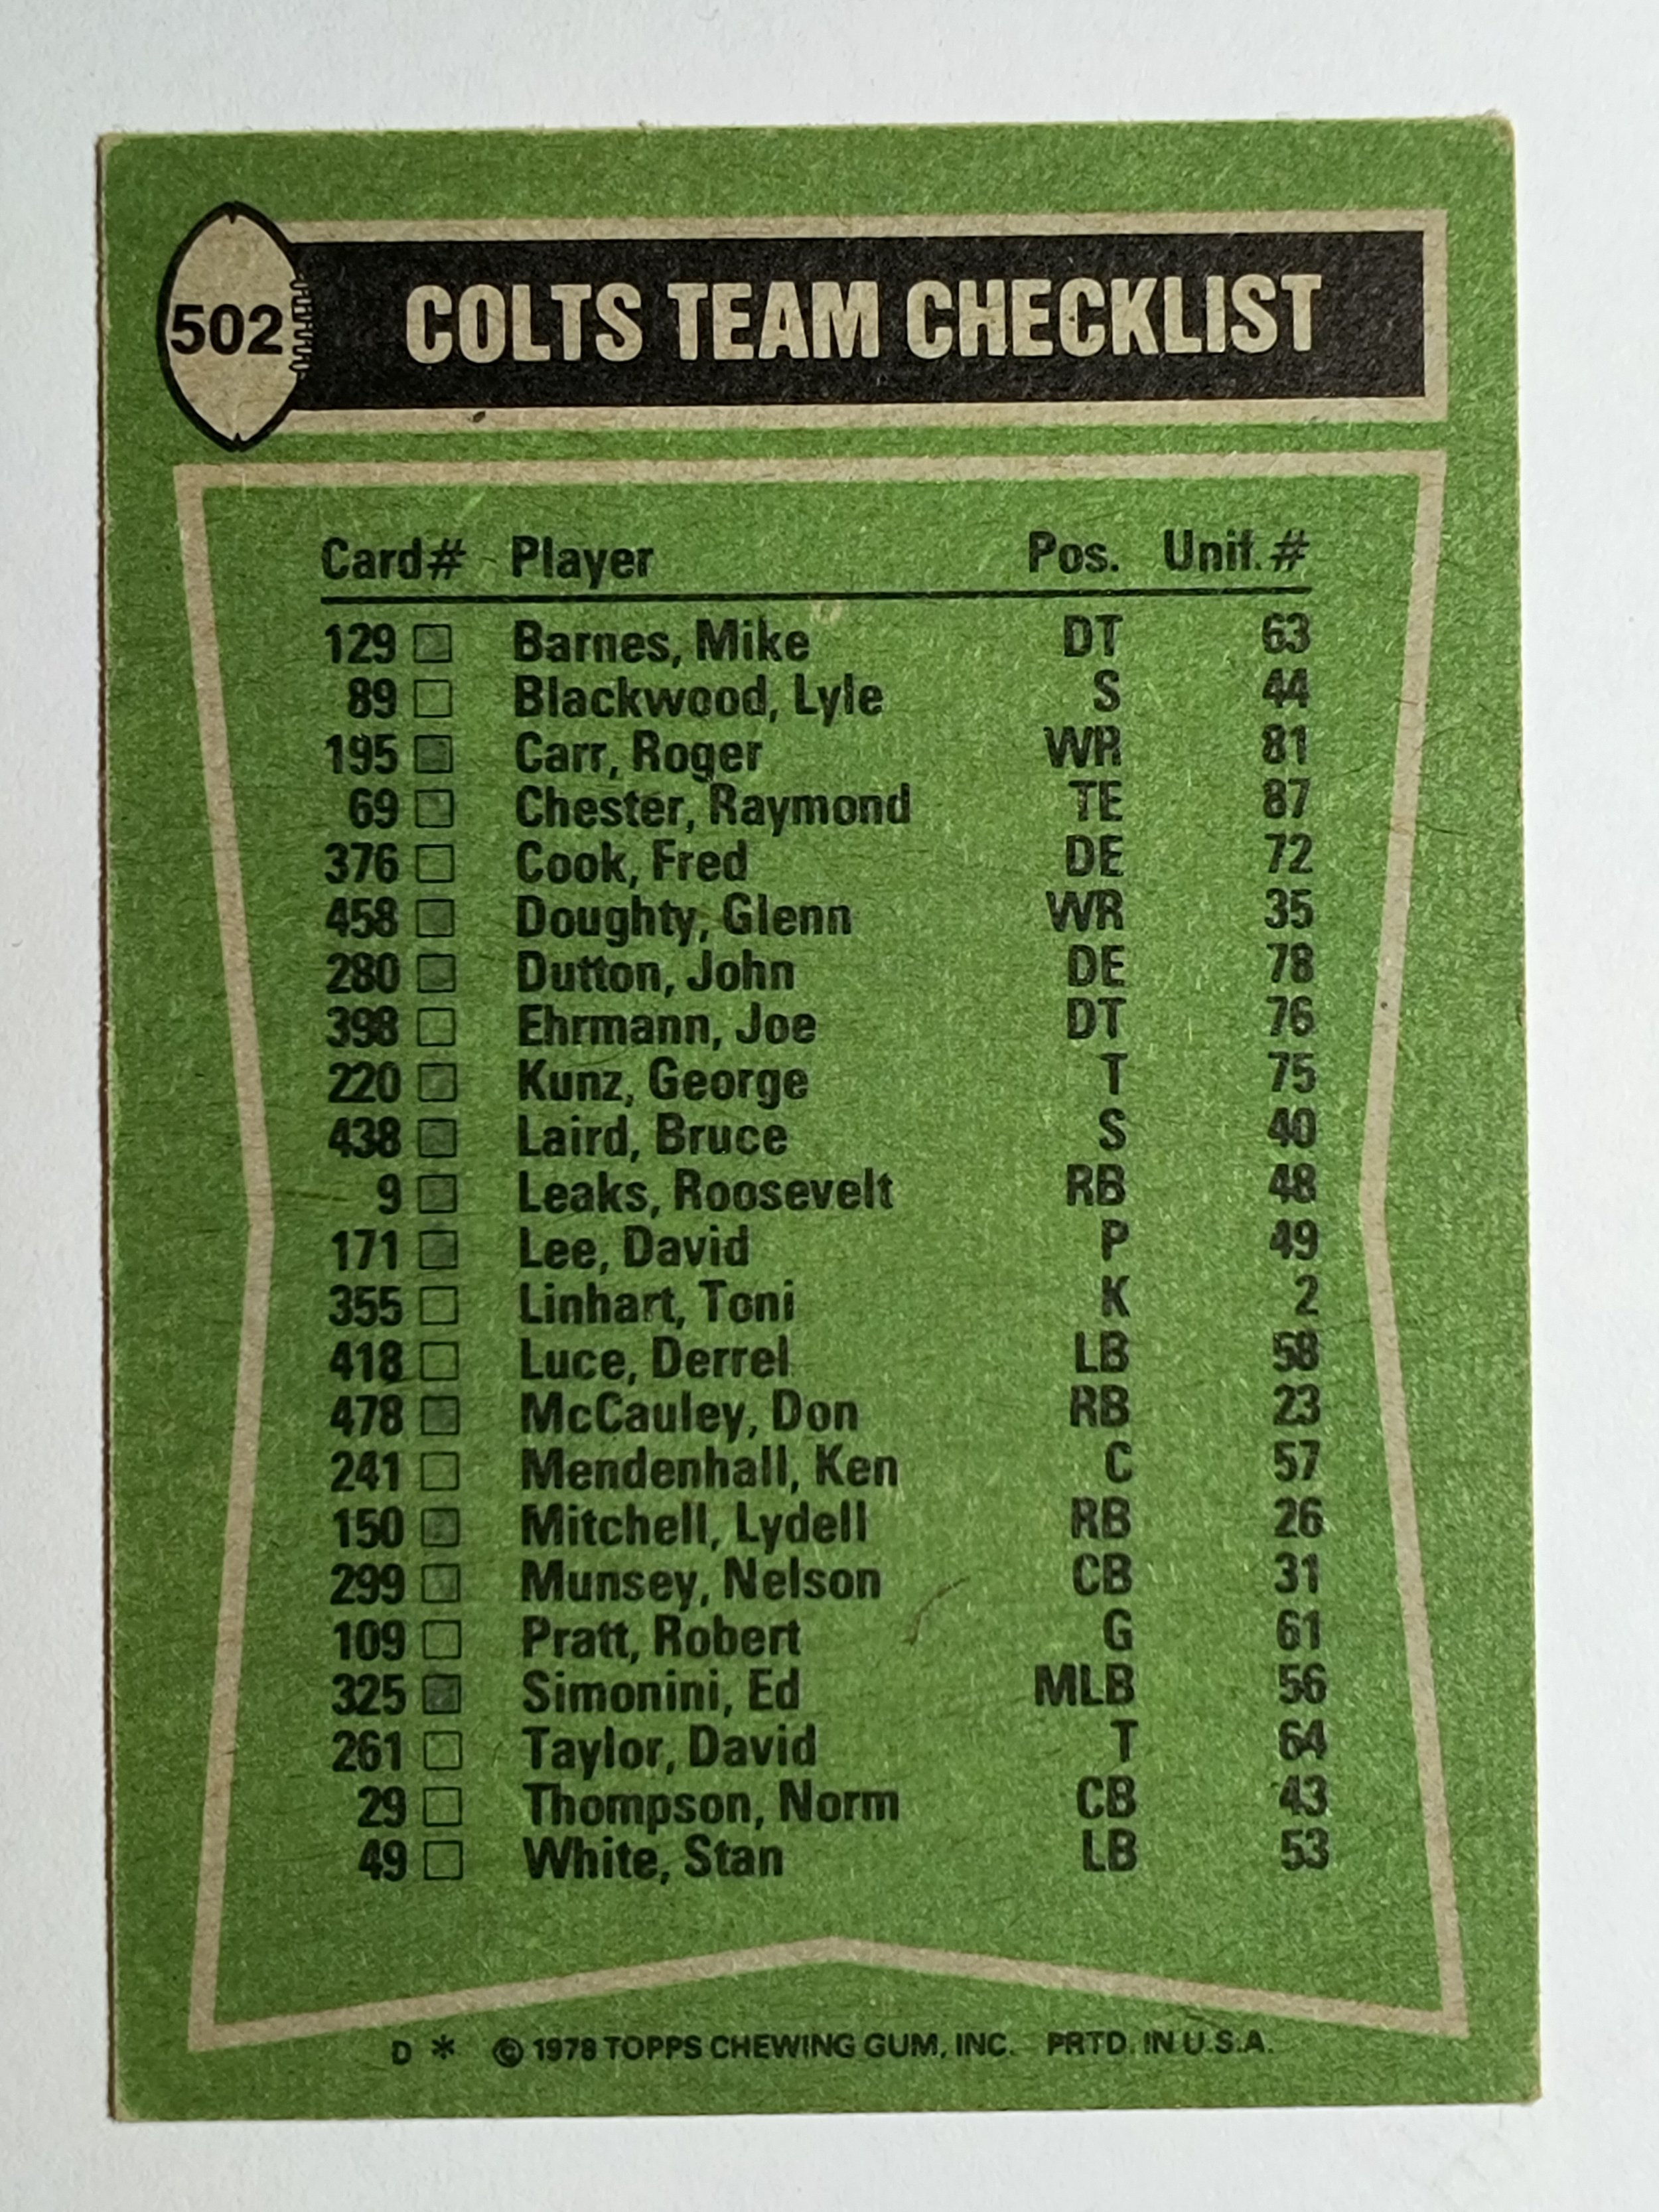 502 COLTS TEAM CHECKLIST
Card# Player Pos. Unif.#
129 Barnes, Mike DT 63
89 Blackwood, Lyle S 44
195 Carr, Roger WR 81
69 Chester, Raymond TE 87
376 Cook, Fred DE 72
458 Doughty, Glenn WR 35
280 Dutton, John DE 78
398 Ehrmann, Joe DT 76
220 Kunz, George T 75
438 Laird, Bruce S 40
9 Leaks, Roosevelt RB 48
171 Lee, David P 49
355 Linhart, Toni K 2
418 Luce, Derrel LB 58
478 McCauley, Don RB 23
241 Mendenhall, Ken C 57
150 Mitchell, Lydell RB 26
299 Munsey, Nelson CB 31
109 Pratt, Robert G 61
325 Simonini, Ed MLB 56
261 Taylor, David T 64
29 Thompson, Norm CB 43
49 White, Stan LB 53
D * © 1978 TOPPS CHEWING GUM, INC. PRTD. IN U.S.A.